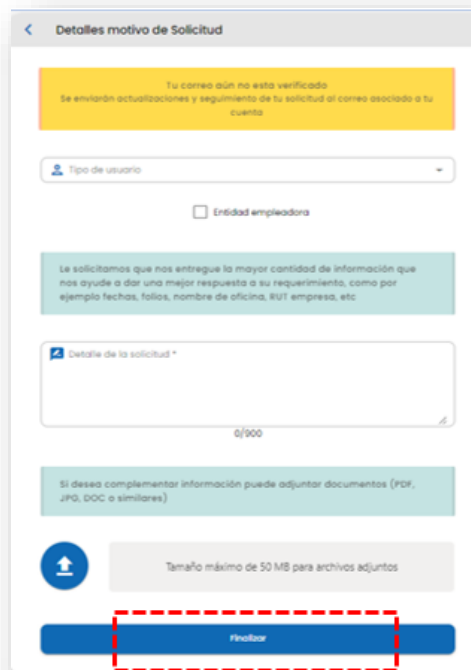 Detalles motivo de Solicitud
Tu correo aún no esta verificado
Se enviarán actualizaciones y seguimiento de tu solicitud al correo asociado a tu
cuenta
Tipo de usuario
Entidad empleadora
Le solicitamos que nos entregue la mayor cantidad de información que
nos ayude a dar una mejor respuesta a su requerimiento, como por
ejemplo fechas, folios, nombre de oficina, RUT empresa, etc
Detalle de la solicitud *
0/900
Si desea complementar información puede adjuntar documentos (PDF,
JPG, DOC o similares)
Tamaño máximo de 50 MB para archivos adjuntos
Finalizar